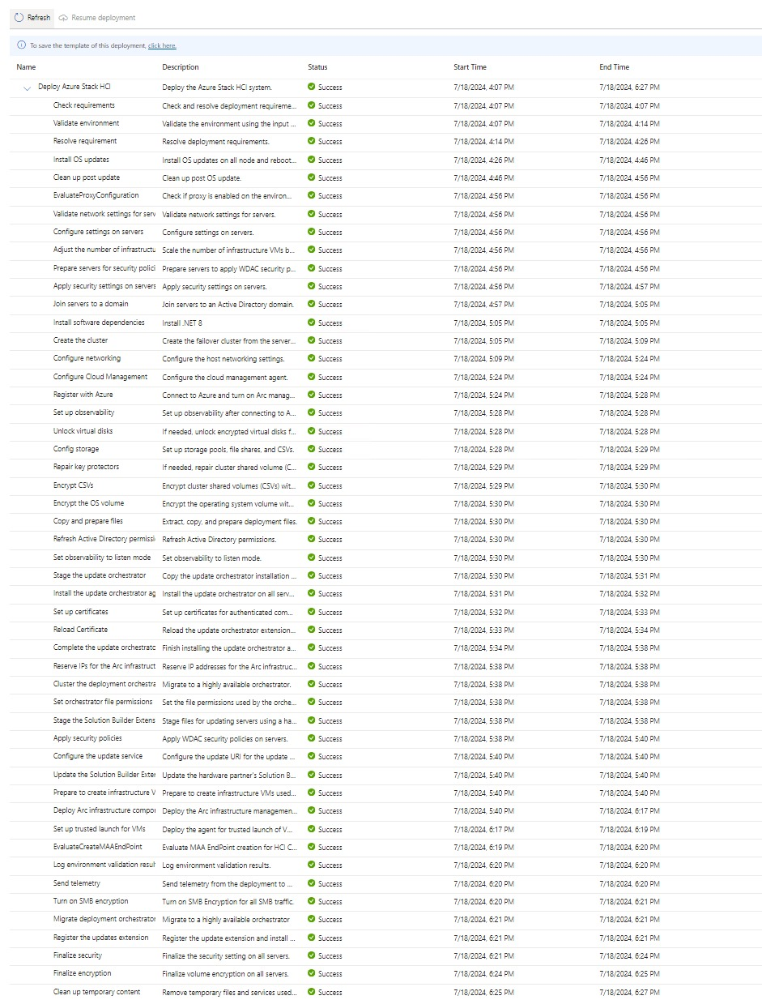 Refresh Resume deployment
To save the template of this deployment, click here.
Name Description Status Start Time End Time
Deploy Azure Stack HCI Deploy the Azure Stack HCI system. Success 7/18/2024, 4:07 PM 7/18/2024, 6:27 PM
Check requirements Check and resolve deployment requireme... Success 7/18/2024, 4:07 PM 7/18/2024, 4:07 PM
Validate environment Validate the environment using the input ... Success 7/18/2024, 4:07 PM 7/18/2024, 4:14 PM
Resolve requirement Resolve deployment requirements. Success 7/18/2024, 4:14 PM 7/18/2024, 4:26 PM
Install OS updates Install OS updates on all node and reboot... Success 7/18/2024, 4:26 PM 7/18/2024, 4:46 PM
Clean up post update Clean up post OS update. Success 7/18/2024, 4:46 PM 7/18/2024, 4:56 PM
EvaluateProxyConfiguration Check if proxy is enabled on the environ... Success 7/18/2024, 4:56 PM 7/18/2024, 4:56 PM
Validate network settings for serv Validate network settings for servers. Success 7/18/2024, 4:56 PM 7/18/2024, 4:56 PM
Configure settings on servers Configure settings on servers. Success 7/18/2024, 4:56 PM 7/18/2024, 4:56 PM
Adjust the number of infrastructu Scale the number of infrastructure VMs b... Success 7/18/2024, 4:56 PM 7/18/2024, 4:56 PM
Prepare servers for security polici Prepare servers to apply WDAC security p... Success 7/18/2024, 4:56 PM 7/18/2024, 4:56 PM
Apply security settings on servers Apply security settings on servers. Success 7/18/2024, 4:56 PM 7/18/2024, 4:57 PM
Join servers to a domain Join servers to an Active Directory domain. Success 7/18/2024, 4:57 PM 7/18/2024, 5:05 PM
Install software dependencies Install .NET 8 Success 7/18/2024, 5:05 PM 7/18/2024, 5:05 PM
Create the cluster Create the failover cluster from the server... Success 7/18/2024, 5:05 PM 7/18/2024, 5:09 PM
Configure networking Configure the host networking settings. Success 7/18/2024, 5:09 PM 7/18/2024, 5:24 PM
Configure Cloud Management Configure the cloud management agent. Success 7/18/2024, 5:24 PM 7/18/2024, 5:24 PM
Register with Azure Connect to Azure and turn on Arc manag... Success 7/18/2024, 5:24 PM 7/18/2024, 5:28 PM
Set up observability Set up observability after connecting to A... Success 7/18/2024, 5:28 PM 7/18/2024, 5:28 PM
Unlock virtual disks If needed, unlock encrypted virtual disks f... Success 7/18/2024, 5:28 PM 7/18/2024, 5:28 PM
Config storage Set up storage pools, file shares, and CSVs. Success 7/18/2024, 5:28 PM 7/18/2024, 5:29 PM
Repair key protectors If needed, repair cluster shared volume (C... Success 7/18/2024, 5:29 PM 7/18/2024, 5:29 PM
Encrypt CSVs Encrypt cluster shared volumes (CSVs) wit... Success 7/18/2024, 5:29 PM 7/18/2024, 5:30 PM
Encrypt the OS volume Encrypt the operating system volume wit... Success 7/18/2024, 5:30 PM 7/18/2024, 5:30 PM
Copy and prepare files Extract, copy, and prepare deployment files. Success 7/18/2024, 5:30 PM 7/18/2024, 5:30 PM
Refresh Active Directory permissi Refresh Active Directory permissions. Success 7/18/2024, 5:30 PM 7/18/2024, 5:30 PM
Set observability to listen mode Set observability to listen mode. Success 7/18/2024, 5:30 PM 7/18/2024, 5:30 PM
Stage the update orchestrator Copy the update orchestrator installation ... Success 7/18/2024, 5:30 PM 7/18/2024, 5:31 PM
Install the update orchestrator ag Install the update orchestrator on all serv... Success 7/18/2024, 5:31 PM 7/18/2024, 5:32 PM
Set up certificates Set up certificates for authenticated com... Success 7/18/2024, 5:32 PM 7/18/2024, 5:33 PM
Reload Certificate Reload the update orchestrator extension... Success 7/18/2024, 5:33 PM 7/18/2024, 5:34 PM
Complete the update orchestratc Finish installing the update orchestrator a... Success 7/18/2024, 5:34 PM 7/18/2024, 5:38 PM
Reserve IPs for the Arc infrastruct Reserve IP addresses for the Arc infrastruc... Success 7/18/2024, 5:38 PM 7/18/2024, 5:38 PM
Cluster the deployment orchestra Migrate to a highly available orchestrator. Success 7/18/2024, 5:38 PM 7/18/2024, 5:38 PM
Set orchestrator file permissions Set the file permissions used by the orche... Success 7/18/2024, 5:38 PM 7/18/2024, 5:38 PM
Stage the Solution Builder Extens Stage files for updating servers using a ha... Success 7/18/2024, 5:38 PM 7/18/2024, 5:38 PM
Apply security policies Apply WDAC security policies on servers. Success 7/18/2024, 5:38 PM 7/18/2024, 5:40 PM
Configure the update service Configure the update URI for the update ... Success 7/18/2024, 5:40 PM 7/18/2024, 5:40 PM
Update the Solution Builder Exter Update the hardware partner's Solution B... Success 7/18/2024, 5:40 PM 7/18/2024, 5:40 PM
Prepare to create infrastructure V Prepare to create infrastructure VMs used... Success 7/18/2024, 5:40 PM 7/18/2024, 5:40 PM
Deploy Arc infrastructure compor Deploy the Arc infrastructure managemen... Success 7/18/2024, 5:40 PM 7/18/2024, 6:17 PM
Set up trusted launch for VMs Deploy the agent for trusted launch of V... Success 7/18/2024, 6:17 PM 7/18/2024, 6:19 PM
EvaluateCreateMAAEndPoint Evaluate MAA EndPoint creation for HCI C... Success 7/18/2024, 6:19 PM 7/18/2024, 6:20 PM
Log environment validation result Log environment validation results. Success 7/18/2024, 6:20 PM 7/18/2024, 6:20 PM
Send telemetry Send telemetry from the deployment to ... Success 7/18/2024, 6:20 PM 7/18/2024, 6:20 PM
Turn on SMB encryption Turn on SMB Encryption for all SMB traffic. Success 7/18/2024, 6:20 PM 7/18/2024, 6:21 PM
Migrate deployment orchestrator Migrate to a highly available orchestrator Success 7/18/2024, 6:21 PM 7/18/2024, 6:21 PM
Register the updates extension Register the update extension and install ... Success 7/18/2024, 6:21 PM 7/18/2024, 6:21 PM
Finalize security Finalize the security setting on all servers. Success 7/18/2024, 6:21 PM 7/18/2024, 6:24 PM
Finalize encryption Finalize volume encryption on all servers. Success 7/18/2024, 6:24 PM 7/18/2024, 6:25 PM
Clean up temporary content Remove temporary files and services used... Success 7/18/2024, 6:25 PM 7/18/2024, 6:27 PM